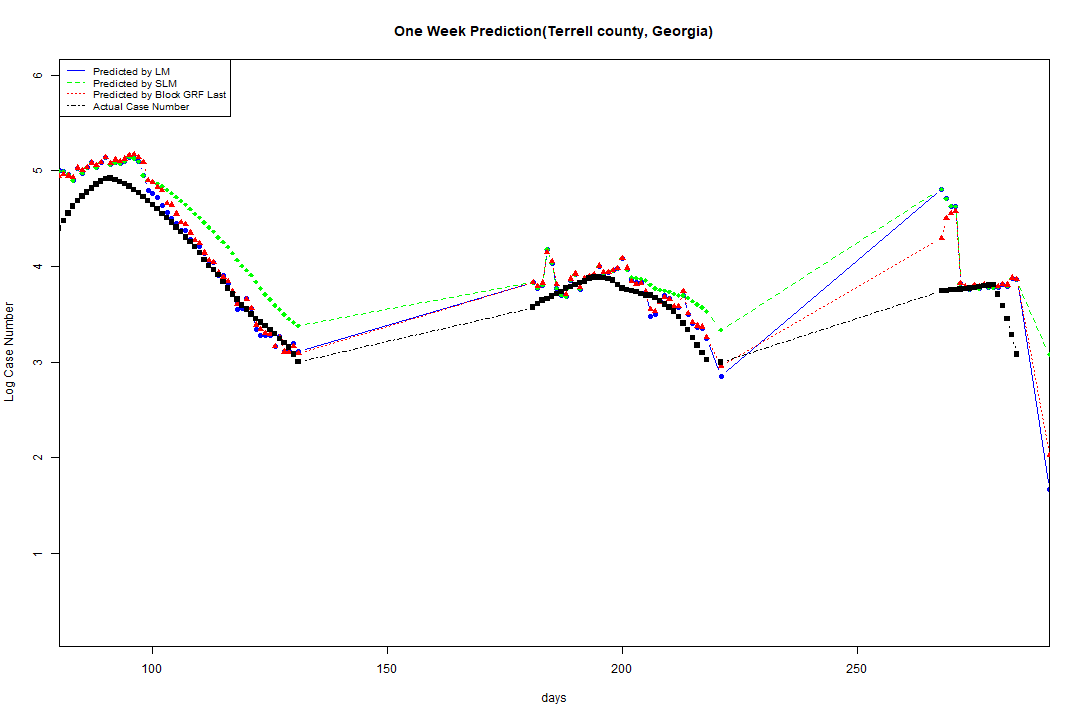 One Week Prediction(Terrell county, Georgia)
Predicted by LM
Predicted by SLM
Predicted by Block GRF Last
Actual Case Number
6
5
4
3
2
1
Log Case Number
100
150
200
250
days